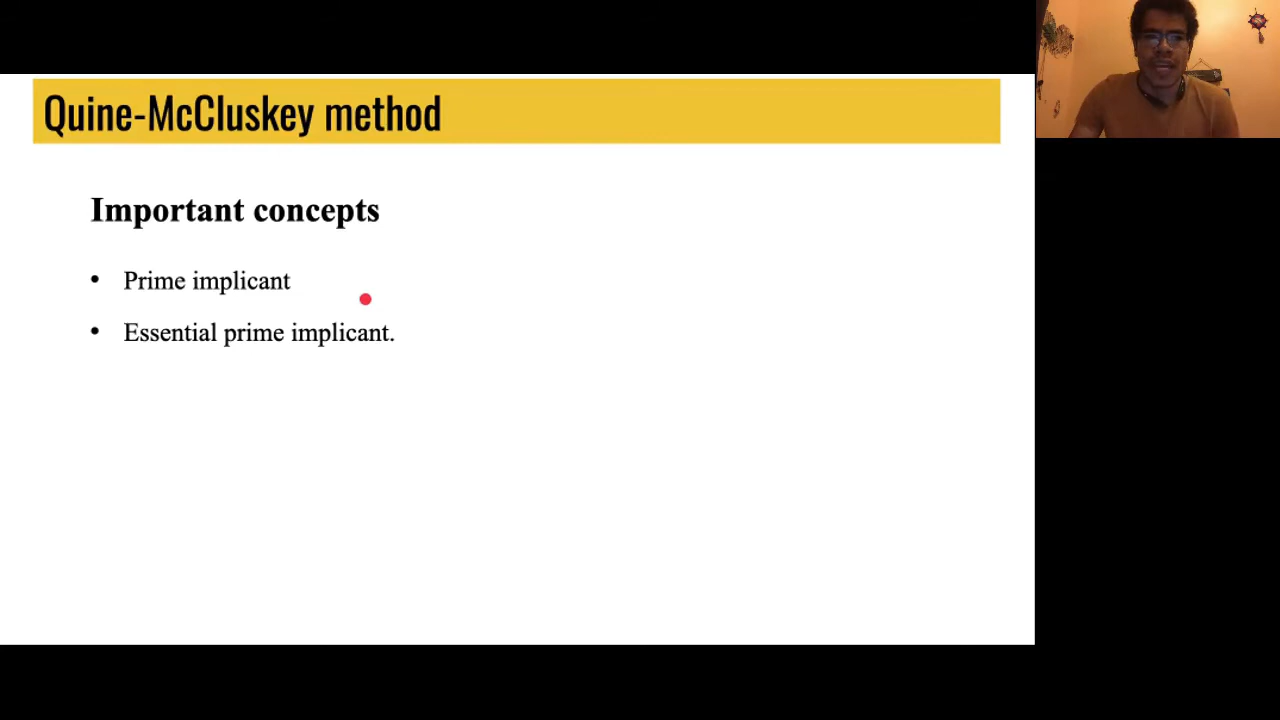 Quine-McCluskey method
Important concepts
• Prime implicant
• Essential prime implicant.